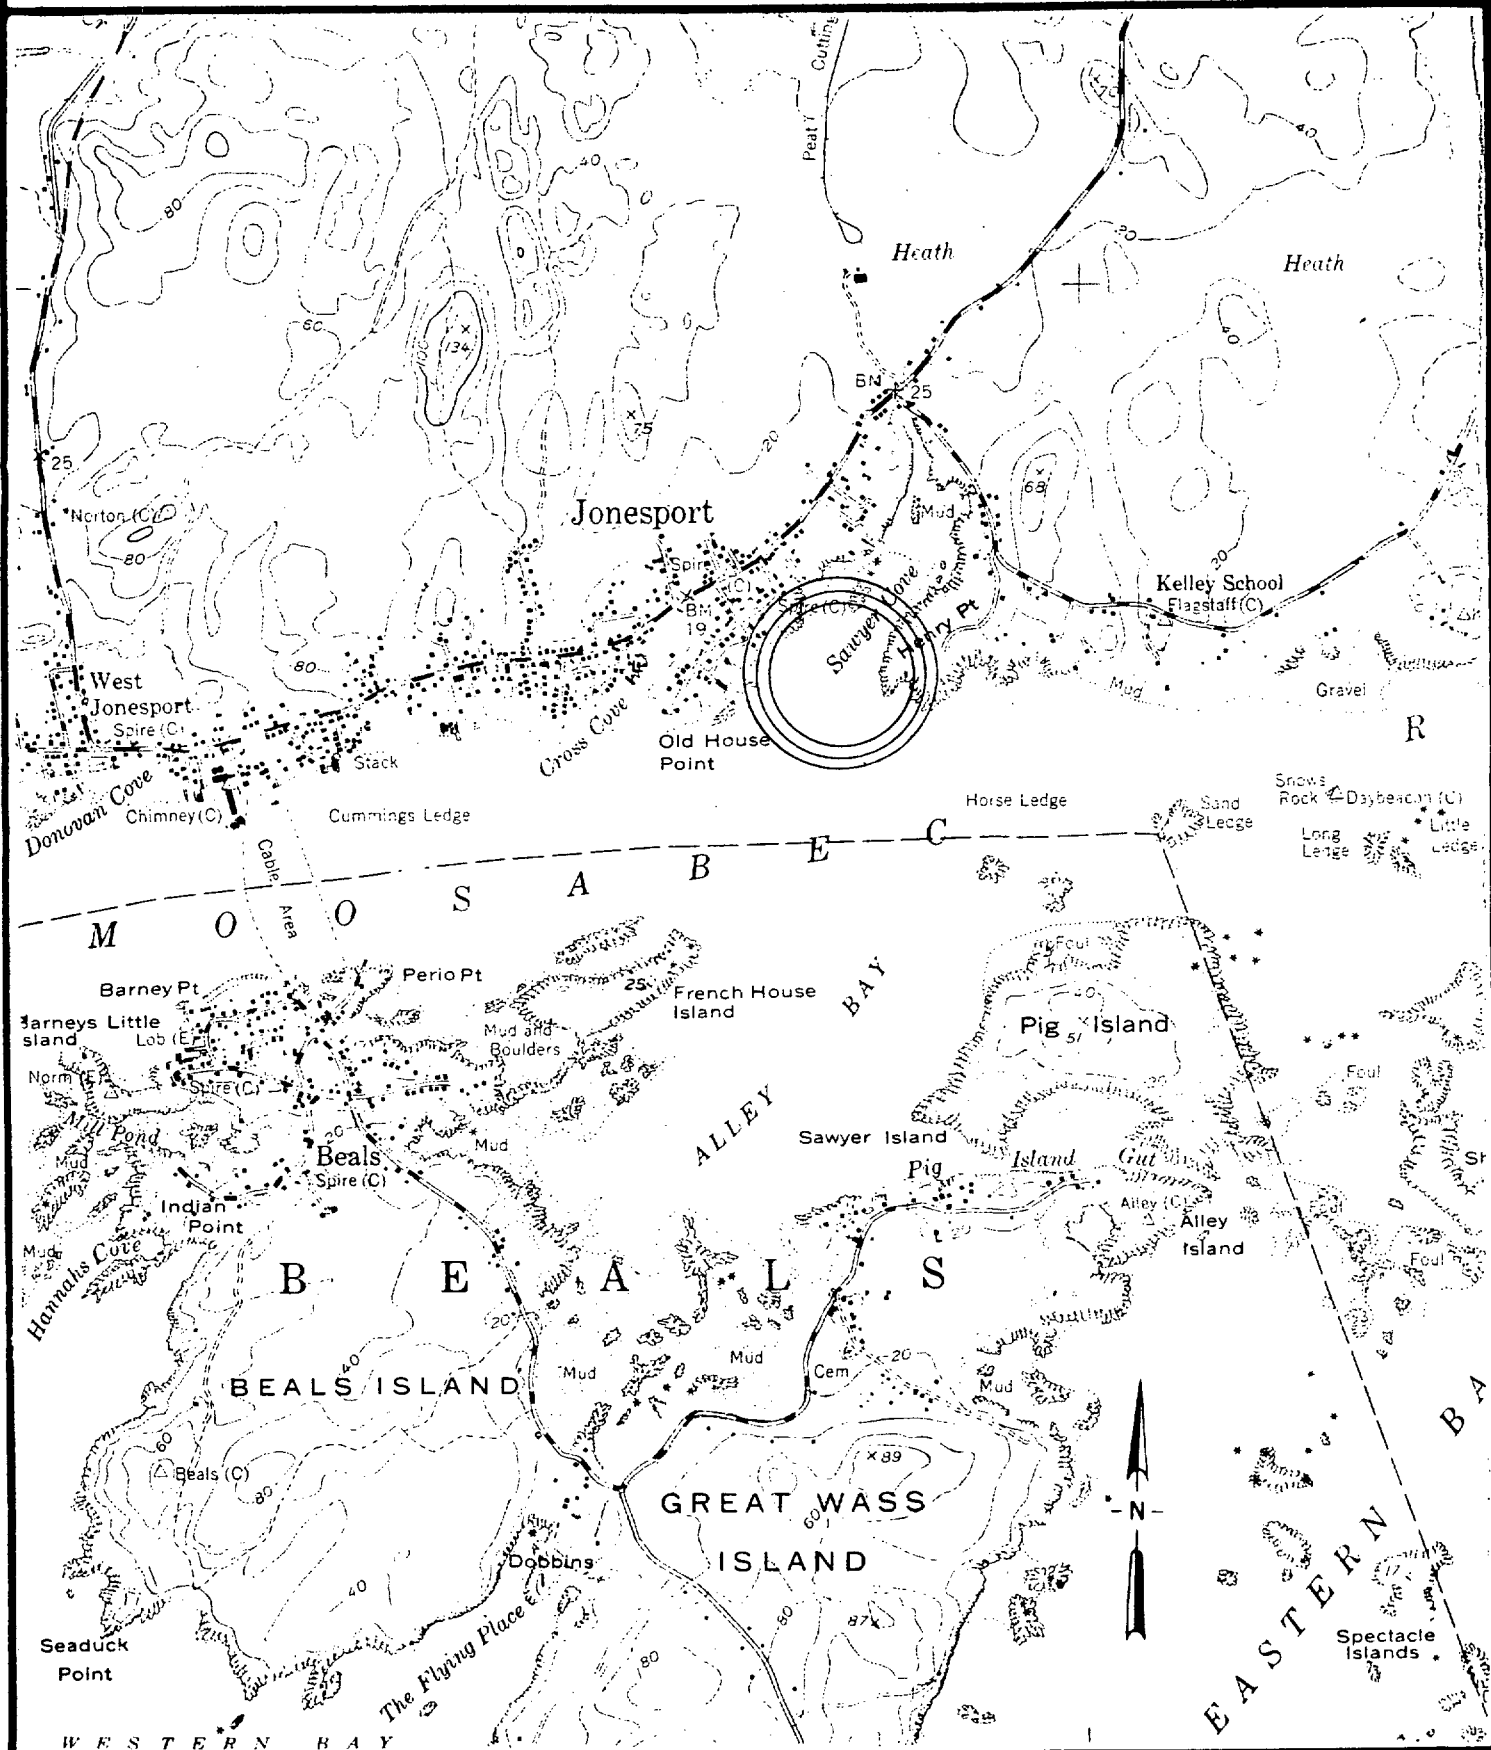 Cutting
Peat
40
40
80
20
Heath
Heath
60
40
100
134
BM
25
75
20
25
68
Norton (C)
Jonesport
Mud
80
20
Spire
(C)
Kelley School
Flagstaff (C)
BM
19
Spire (C)
Sawyer Cove
Henry Pt
80
West
Jonesport
Spire (C)
Mud
Gravel
Cross Cove
Old House
Point
R
Stack
Donovan Cove
Chimney (C)
Cummings Ledge
Horse Ledge
Sand
Ledge
Snows
Rock
Daybeacon (C)
Long
Ledge
Little
Ledge
Cable
Area
M O O S A B E C
Perio Pt
Barney Pt
25
French House
Island
BAY
Foul
40
Pig Island
51
Barneys Little
Island
Lob (E)
Mud and
Boulders
Norm (E)
Spire (C)
20
Foul
ALLEY
Mill Pond
Mud
20
Beals
Spire (C)
Mud
Sawyer Island
Pig Island Gut
Indian
Point
Alley (C)
Alley
Island
20
Mud
Hannahs Cove
Foul
B E A L S
20
40
Mud
Mud
20
Cem
Mud
BEALS ISLAND
BA
60
Beals (C)
80
89
GREAT WASS
ISLAND
60
N
Dobbins
40
80
87
80
The Flying Place
Seaduck
Point
EASTERN
Spectacle
Islands
WESTERN BAY